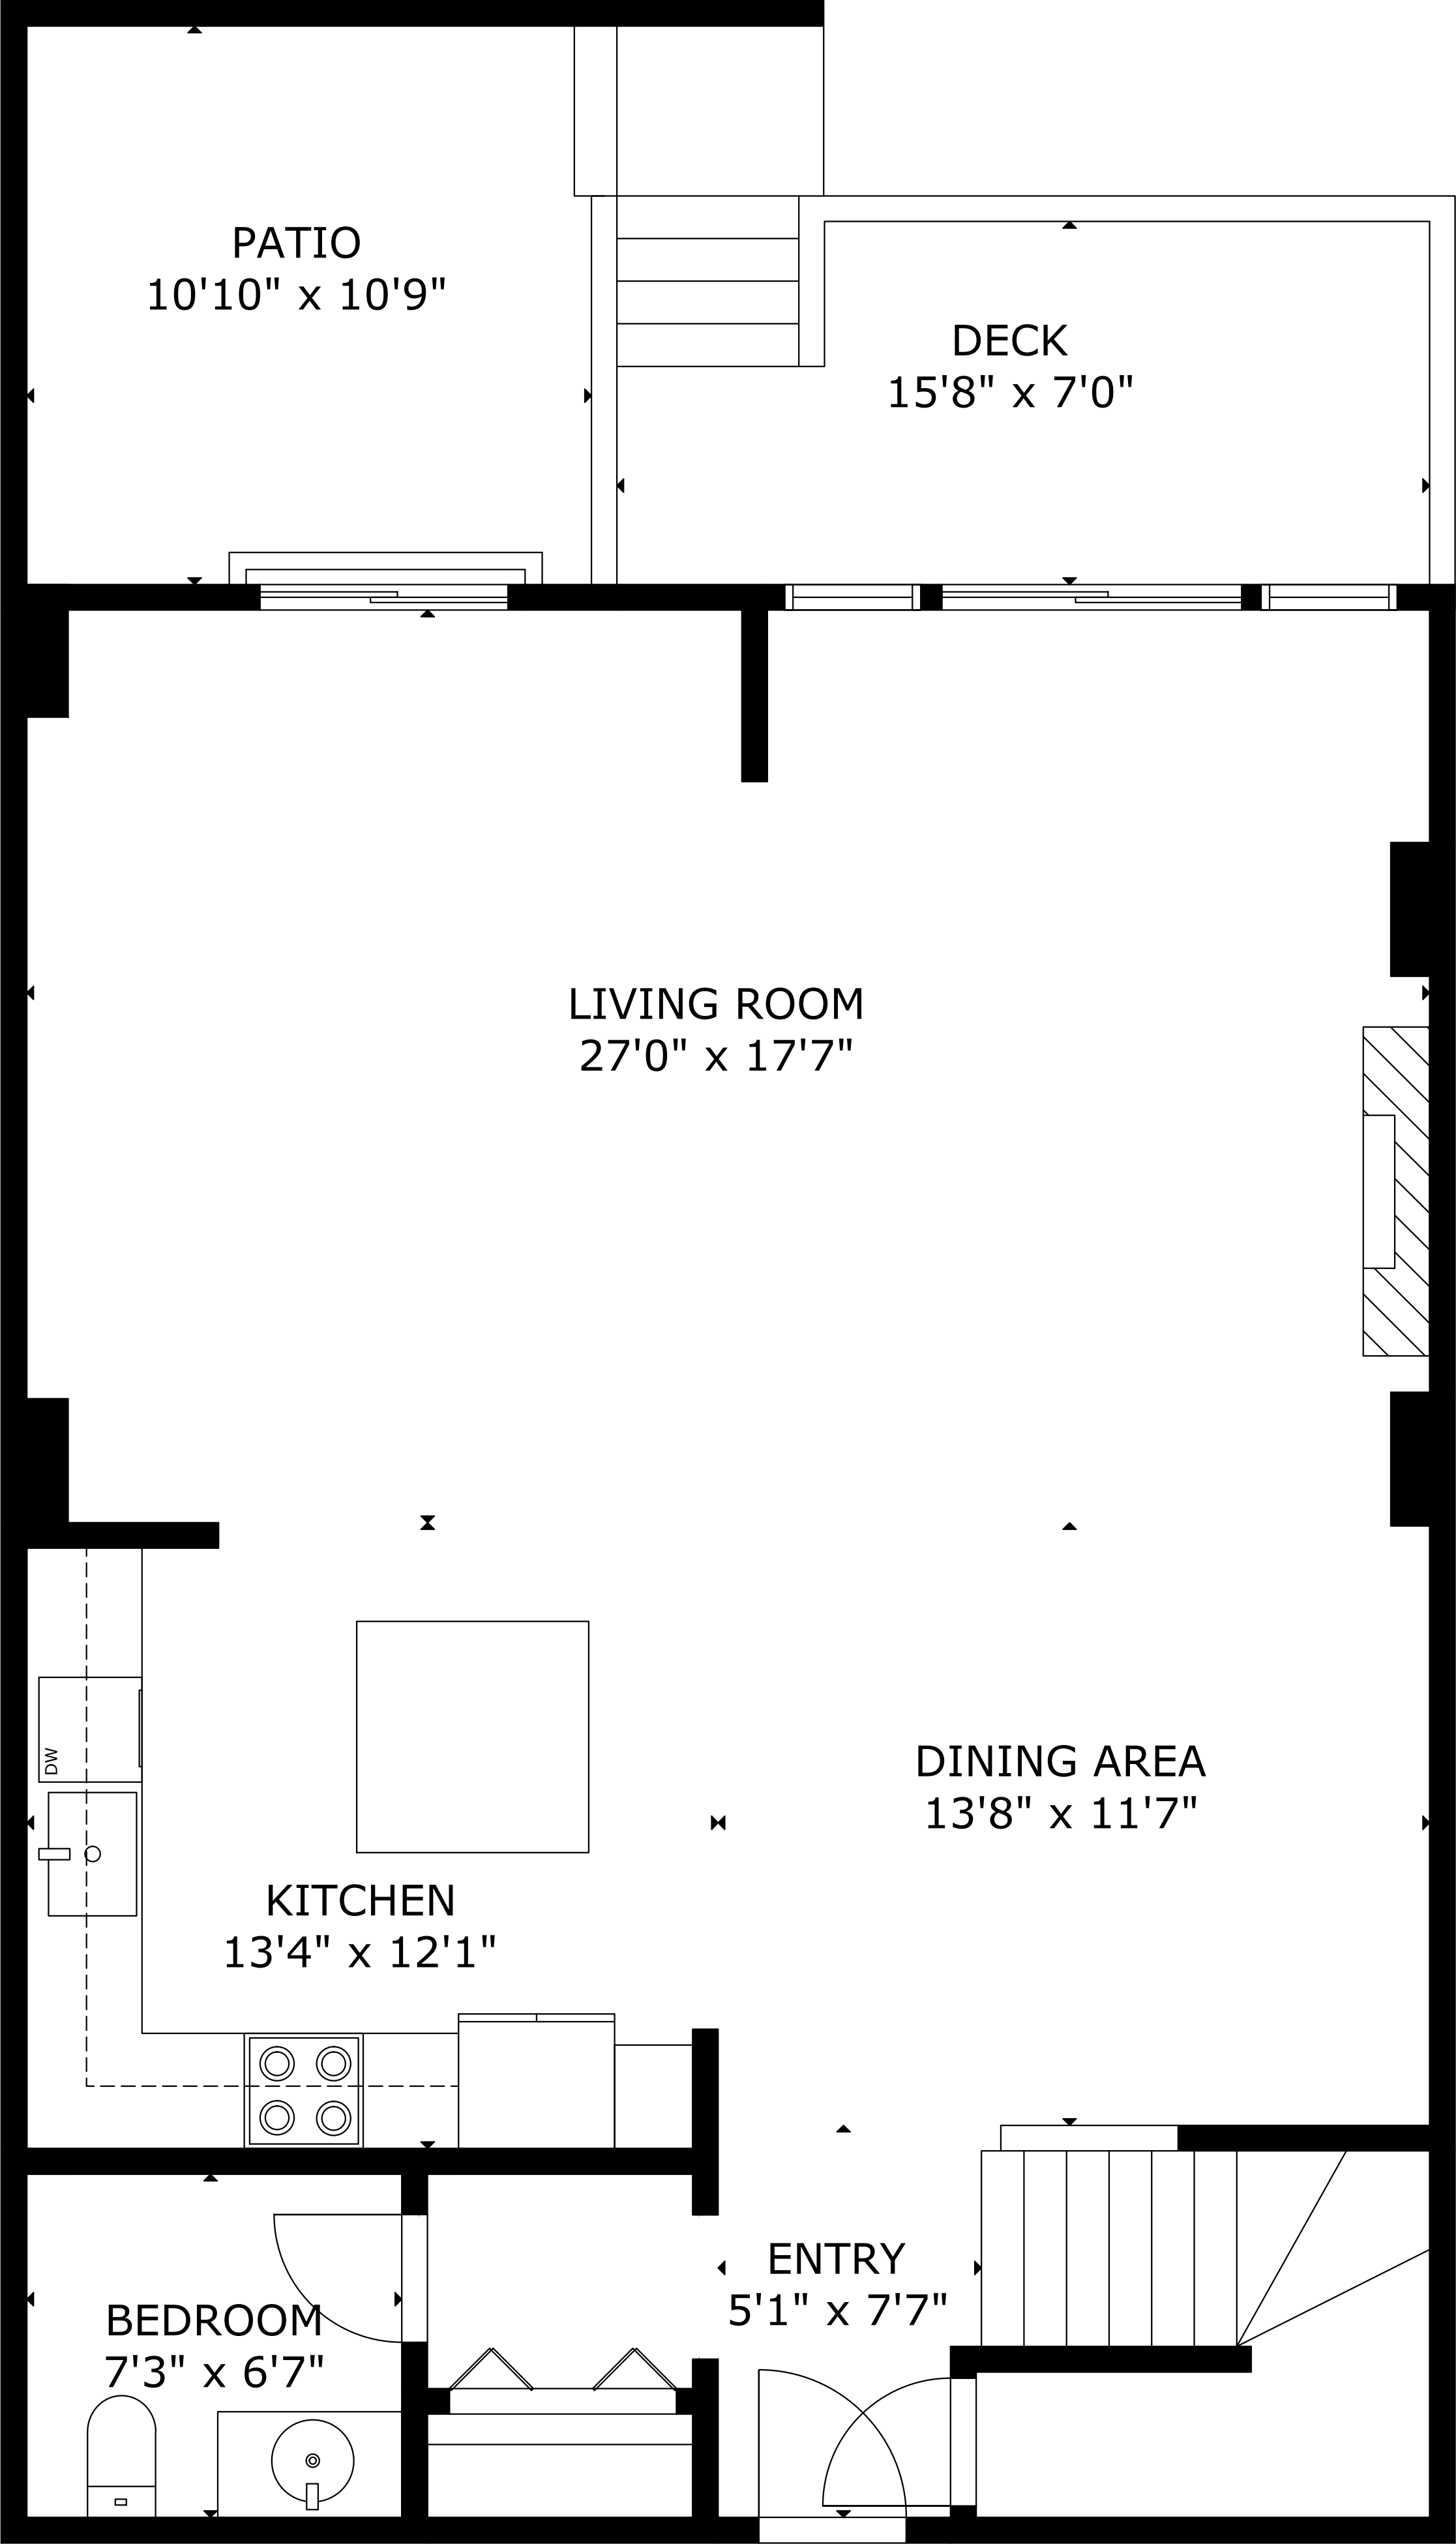 PATIO
10'10" x 10'9"
DECK
15'8" x 7'0"
LIVING ROOM
27'0" x 17'7"
DW
DINING AREA
13'8" x 11'7"
KITCHEN
13'4" x 12'1"
ENTRY
5'1" x 7'7"
BEDROOM
7'3" x 6'7"